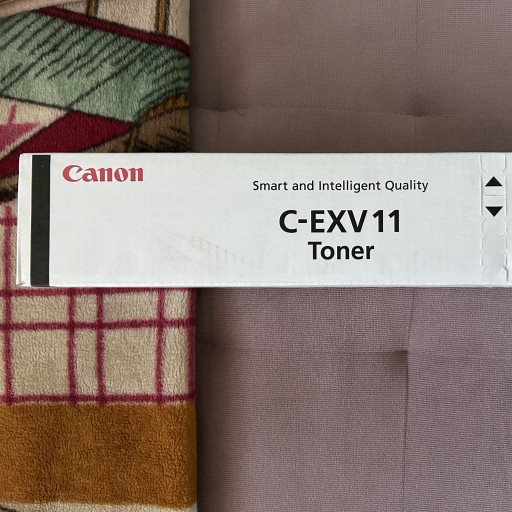 Canon
Smart and Intelligent Quality
C-EXV11
Toner